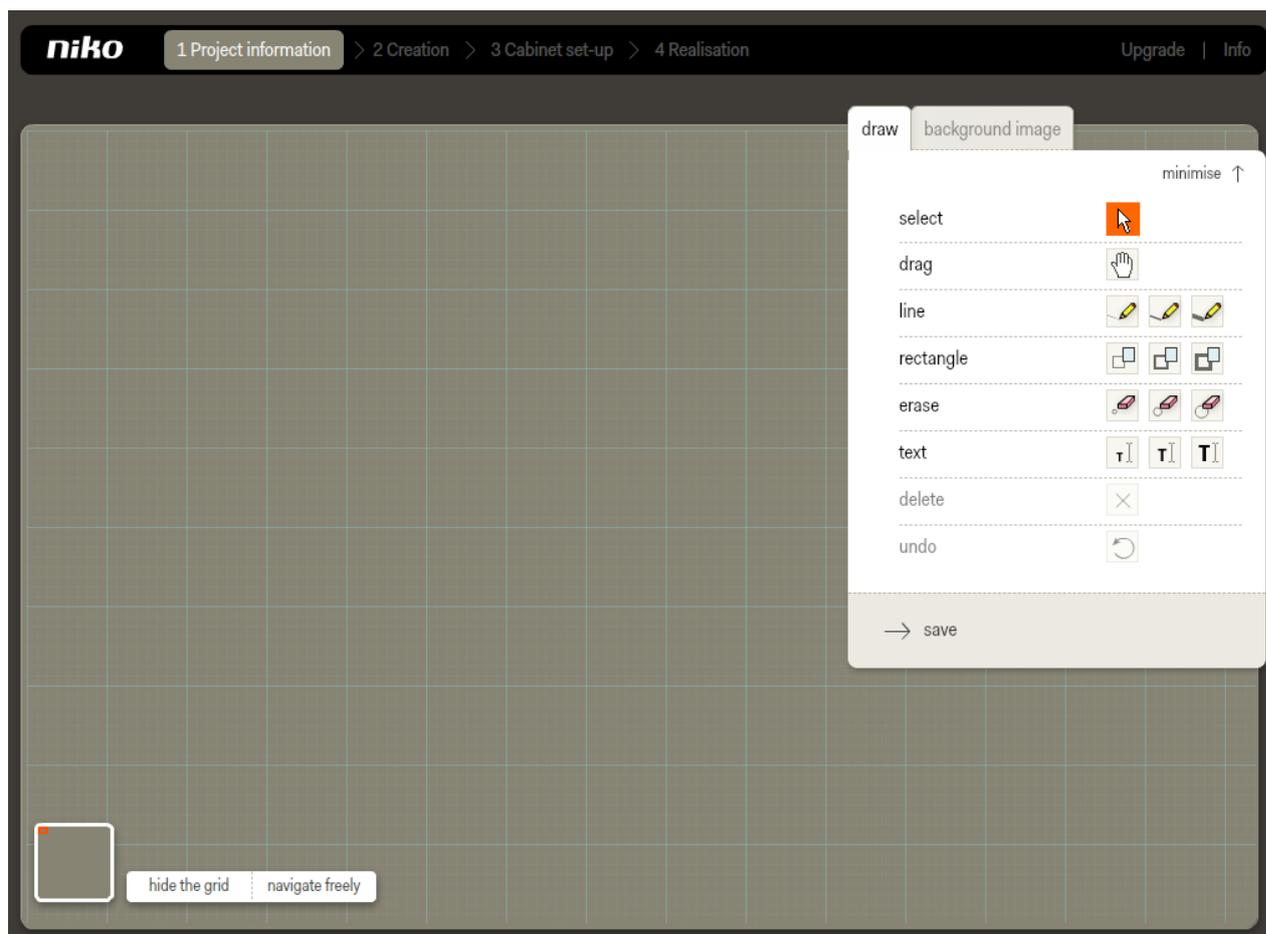 niko 1 Project information 2 Creation 3 Cabinet set-up 4 Realisation Upgrade | Info
draw background image
minimise ↑
select
drag
line
rectangle
erase
text T T T
delete
undo
→ save
hide the grid navigate freely